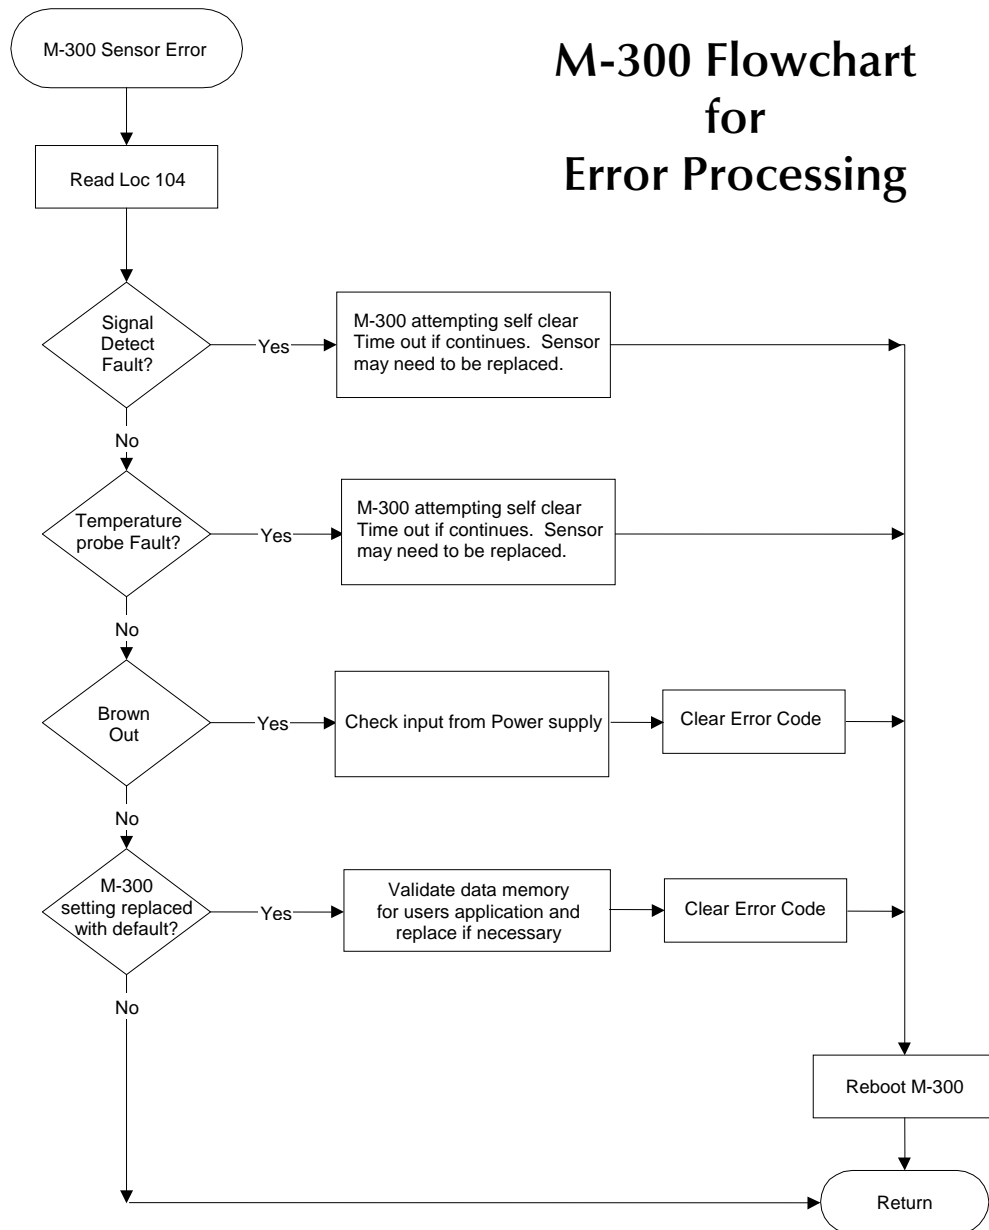 M-300 Sensor Error
M-300 Flowchart
for
Error Processing
Read Loc 104
Signal
Detect
Fault?
Yes
M-300 attempting self clear
Time out if continues.  Sensor
may need to be replaced.
No
Temperature
probe Fault?
Yes
M-300 attempting self clear
Time out if continues.  Sensor
may need to be replaced.
No
Brown
Out
Yes
Check input from Power supply
Clear Error Code
No
M-300
setting replaced
with default?
Yes
Validate data memory
for users application and
replace if necessary
Clear Error Code
No
Reboot M-300
Return